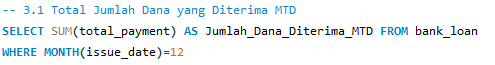 -- 3.1 Total Jumlah Dana yang Diterima MTD
SELECT SUM(total_payment) AS Jumlah_Dana_Diterima_MTD FROM bank_loan
WHERE MONTH(issue_date)=12